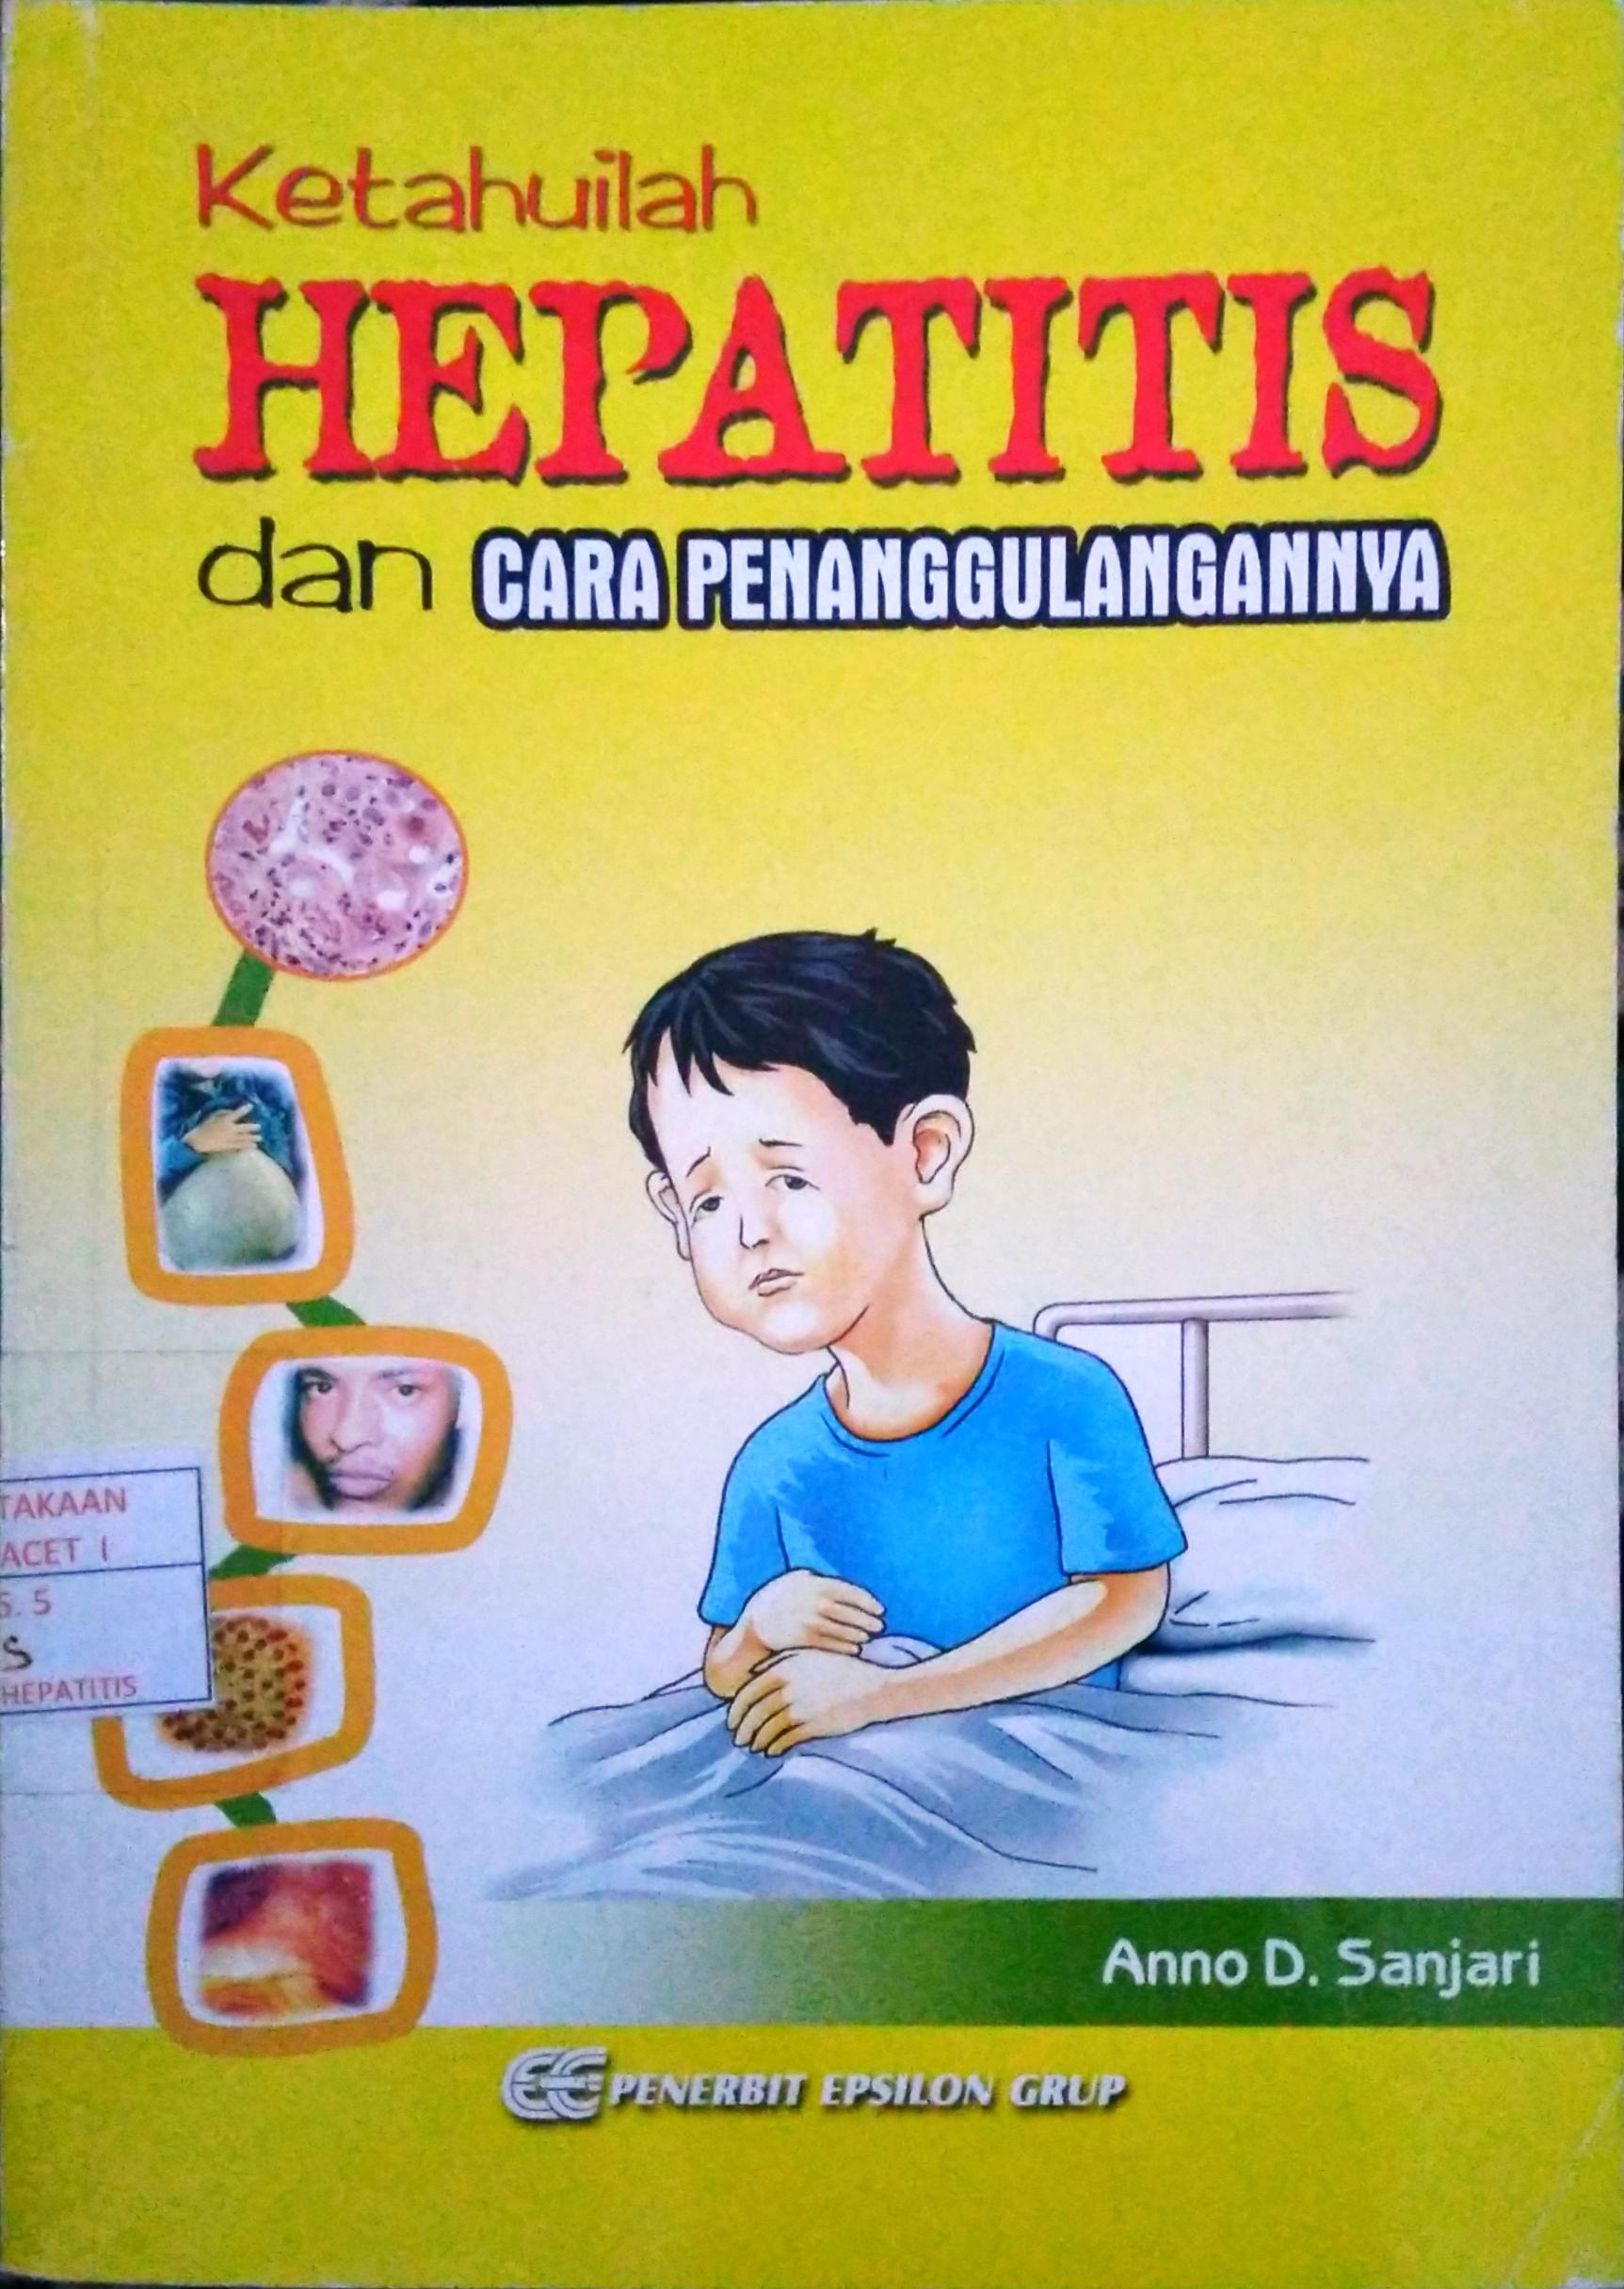 Ketahuilah
HEPATITIS
dan CARA PENANGGULANGANNYA
TAKAAN
ACET I
5. 5
S
HEPATITIS
Anno D. Sanjari
PENERBIT EPSILON GRUP